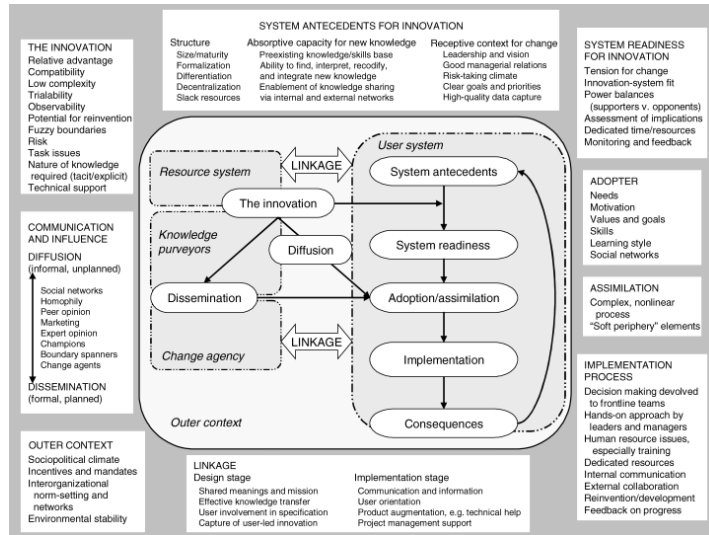 SYSTEM ANTECEDENTS FOR INNOVATION
Structure
Size/maturity
Formalization
Differentiation
Decentralization
Slack resources
Absorptive capacity for new knowledge
Preexisting knowledge/skills base
Ability to find, interpret, recodify,
and integrate new knowledge
Enablement of knowledge sharing
via internal and external networks
Receptive context for change
Leadership and vision
Good managerial relations
Risk-taking climate
Clear goals and priorities
High-quality data capture
THE INNOVATION
Relative advantage
Compatibility
Low complexity
Trialability
Observability
Potential for reinvention
Fuzzy boundaries
Risk
Task issues
Nature of knowledge
required (tacit/explicit)
Technical support
COMMUNICATION
AND INFLUENCE
DIFFUSION
(informal, unplanned)
Social networks
Homophily
Peer opinion
Marketing
Expert opinion
Champions
Boundary spanners
Change agents
DISSEMINATION
(formal, planned)
OUTER CONTEXT
Sociopolitical climate
Incentives and mandates
Interorganizational
norm-setting and
networks
Environmental stability
Resource system
LINKAGE
User system
System antecedents
The innovation
Knowledge
purveyors
Diffusion
System readiness
Dissemination
Adoption/assimilation
LINKAGE
Change agency
Implementation
Outer context
Consequences
SYSTEM READINESS
FOR INNOVATION
Tension for change
Innovation-system fit
Power balances
(supporters v. opponents)
Assessment of implications
Dedicated time/resources
Monitoring and feedback
ADOPTER
Needs
Motivation
Values and goals
Skills
Learning style
Social networks
ASSIMILATION
Complex, nonlinear
process
“Soft periphery” elements
IMPLEMENTATION
PROCESS
Decision making devolved
to frontline teams
Hands-on approach by
leaders and managers
Human resource issues,
especially training
Dedicated resources
Internal communication
External collaboration
Reinvention/development
Feedback on progress
LINKAGE
Design stage
Shared meanings and mission
Effective knowledge transfer
User involvement in specification
Capture of user-led innovation
Implementation stage
Communication and information
User orientation
Product augmentation, e.g. technical help
Project management support